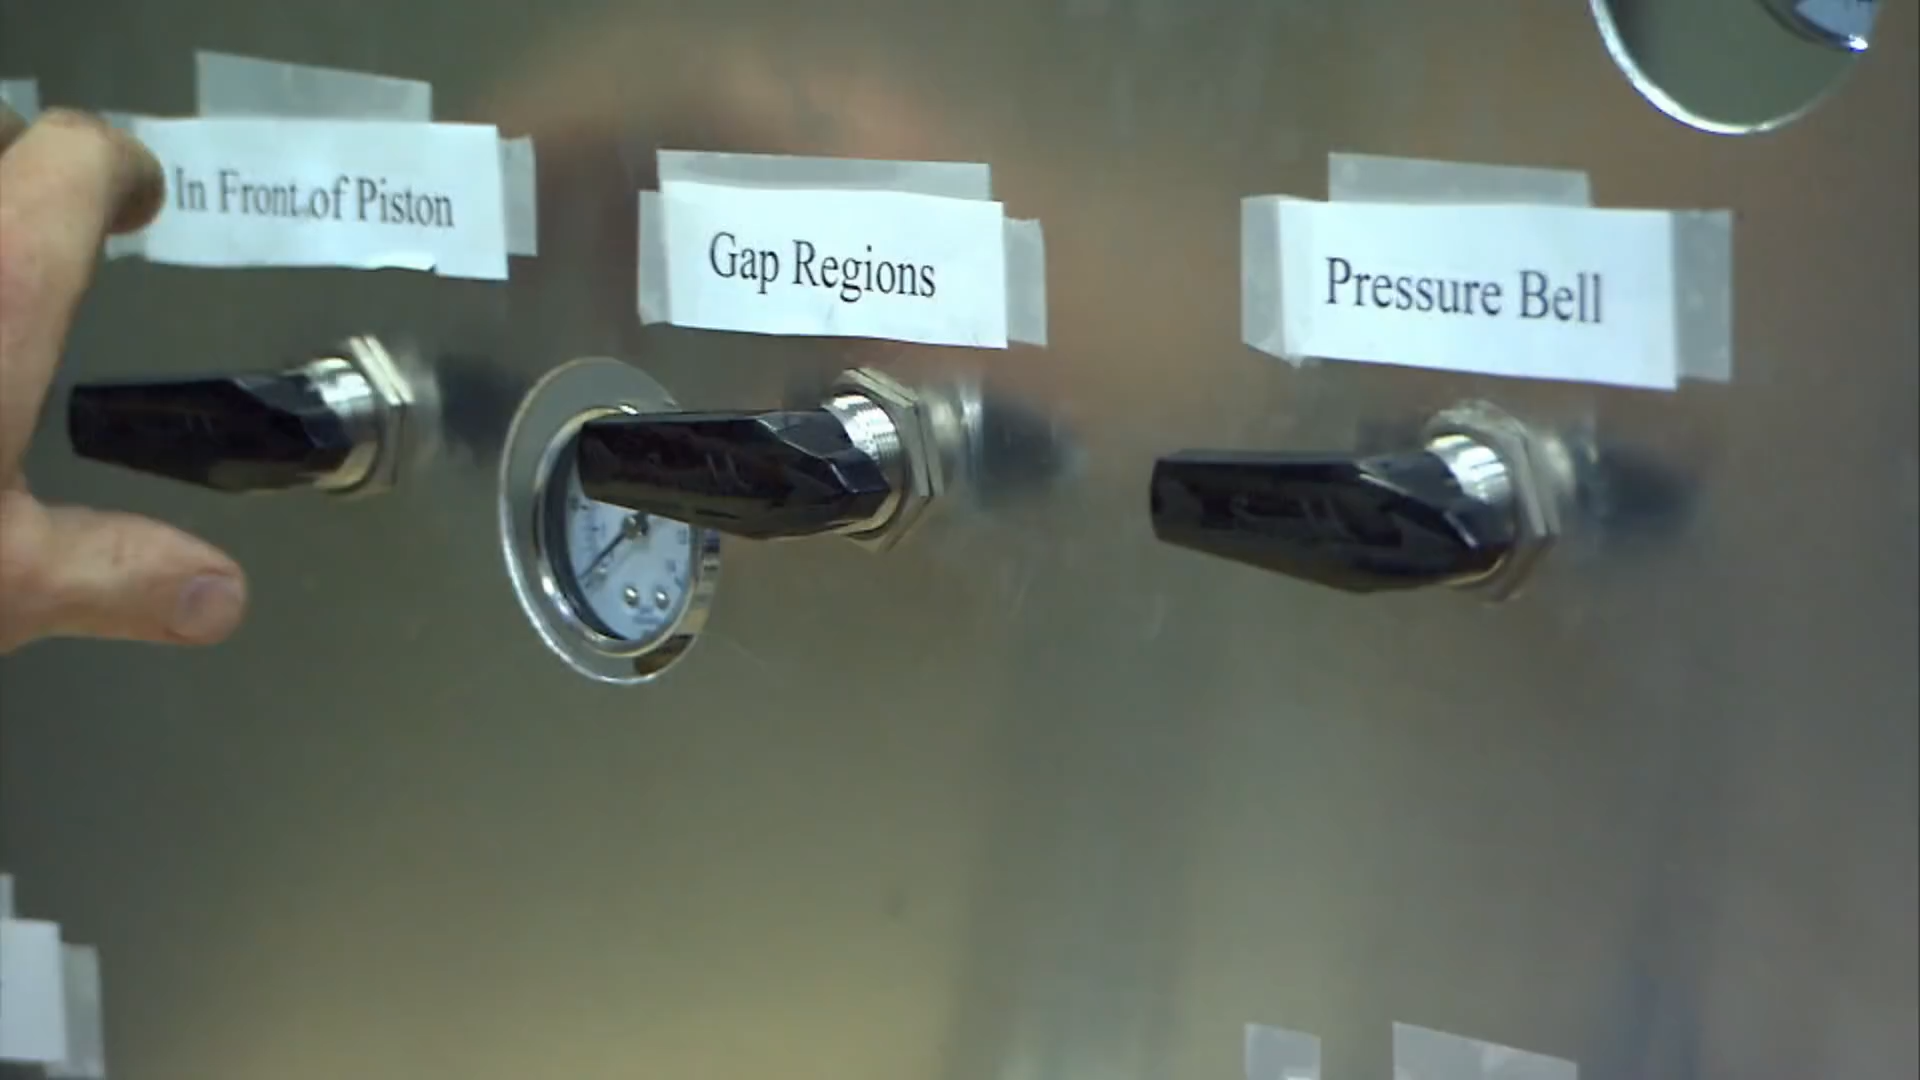 In Front of Piston
Gap Regions
Pressure Bell